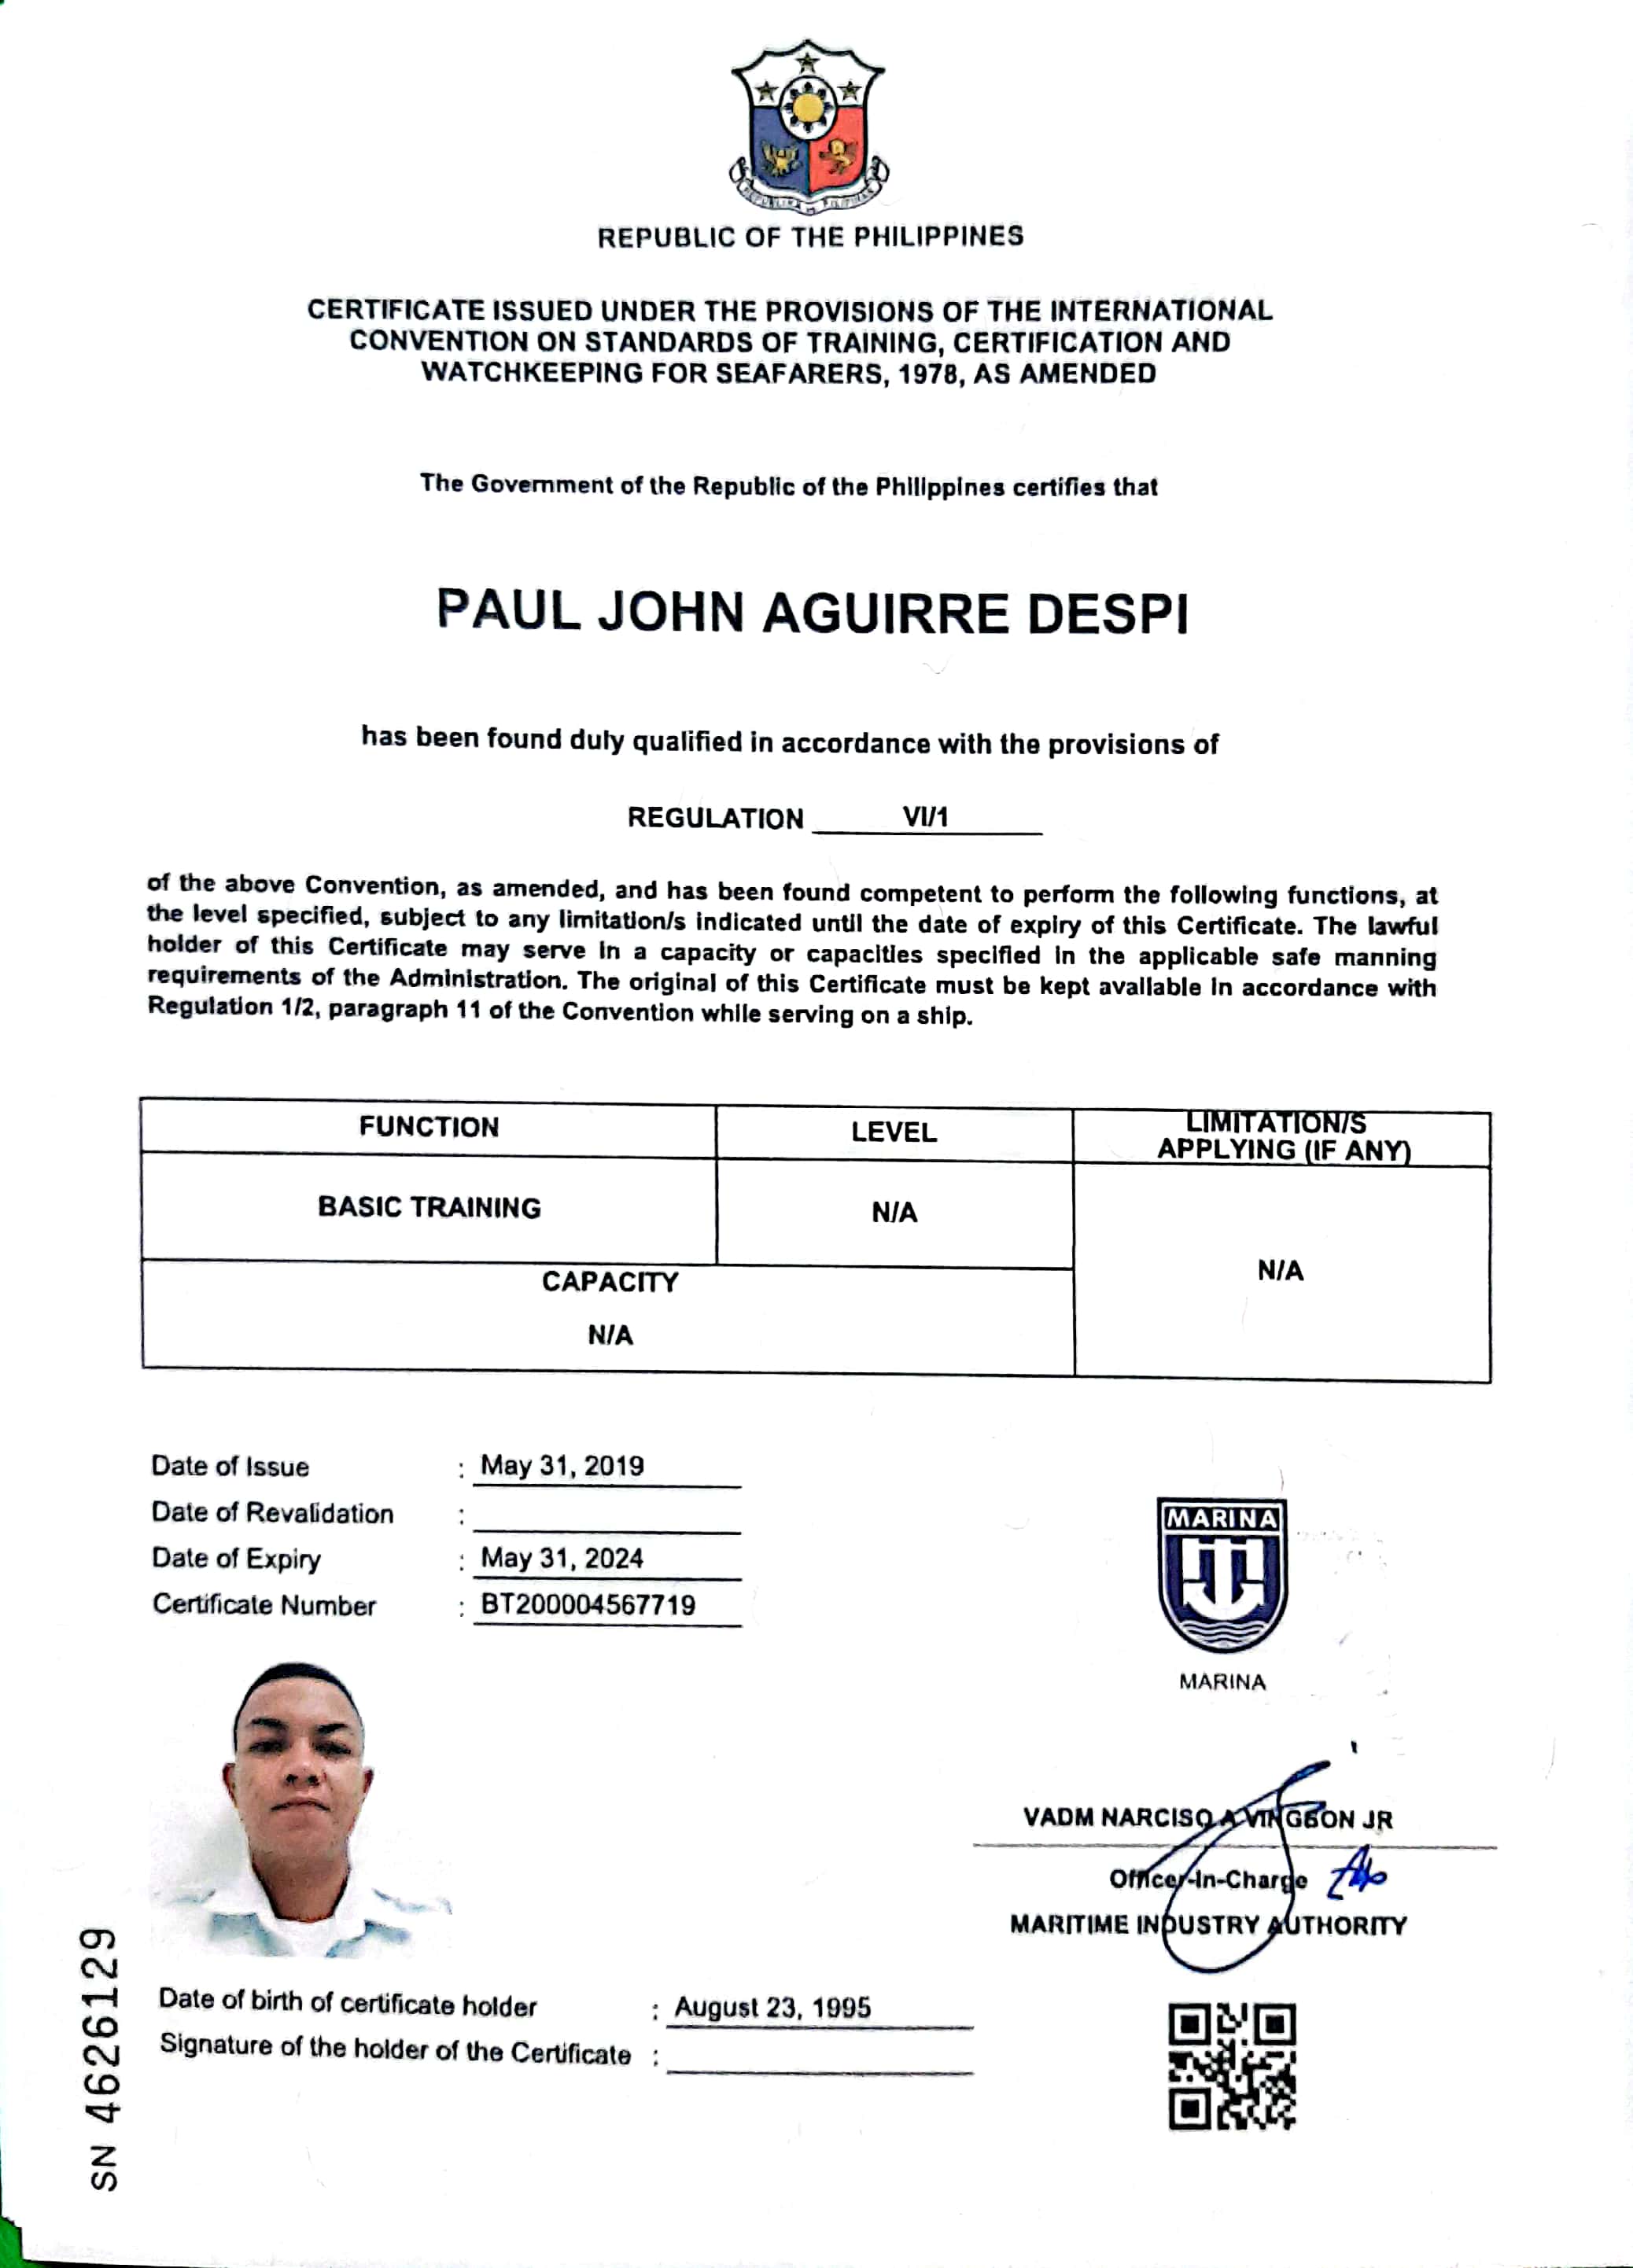 REPUBLIKA NG PILIPINAS
REPUBLIC OF THE PHILIPPINES
CERTIFICATE ISSUED UNDER THE PROVISIONS OF THE INTERNATIONAL
CONVENTION ON STANDARDS OF TRAINING, CERTIFICATION AND
WATCHKEEPING FOR SEAFARERS, 1978, AS AMENDED
The Government of the Republic of the Philippines certifies that
PAUL JOHN AGUIRRE DESPI
has been found duly qualified in accordance with the provisions of
REGULATION VI/1
of the above Convention, as amended, and has been found competent to perform the following functions, at
the level specified, subject to any limitation/s indicated until the date of expiry of this Certificate. The lawful
holder of this Certificate may serve in a capacity or capacities specified in the applicable safe manning
requirements of the Administration. The original of this Certificate must be kept available in accordance with
Regulation 1/2, paragraph 11 of the Convention while serving on a ship.
FUNCTION LEVEL LIMITATION/S
APPLYING (IF ANY)
BASIC TRAINING N/A N/A
CAPACITY
N/A
Date of Issue : May 31, 2019
Date of Revalidation :
Date of Expiry : May 31, 2024
Certificate Number : BT200004567719
MARINA
MARINA
VADM NARCISO A VINGSON JR
Officer-In-Charge
MARITIME INDUSTRY AUTHORITY
Date of birth of certificate holder : August 23, 1995
Signature of the holder of the Certificate :
SN 4626129